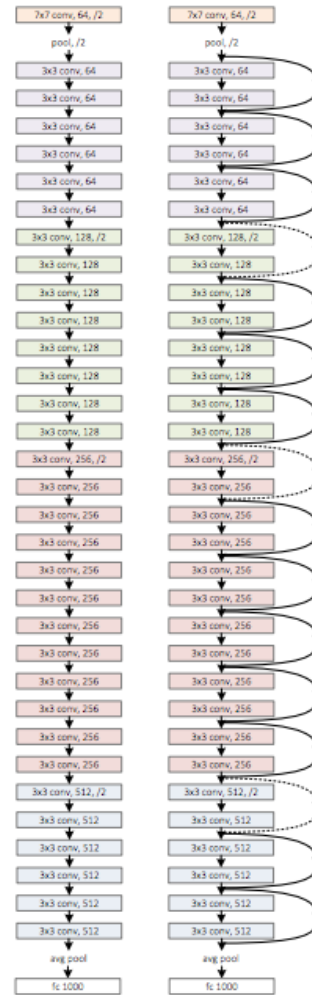 7x7 conv, 64, /2
pool, /2
3x3 conv, 64
3x3 conv, 64
3x3 conv, 64
3x3 conv, 64
3x3 conv, 64
3x3 conv, 64
3x3 conv, 128, /2
3x3 conv, 128
3x3 conv, 128
3x3 conv, 128
3x3 conv, 128
3x3 conv, 128
3x3 conv, 128
3x3 conv, 128
3x3 conv, 256, /2
3x3 conv, 256
3x3 conv, 256
3x3 conv, 256
3x3 conv, 256
3x3 conv, 256
3x3 conv, 256
3x3 conv, 256
3x3 conv, 256
3x3 conv, 256
3x3 conv, 256
3x3 conv, 256
3x3 conv, 512, /2
3x3 conv, 512
3x3 conv, 512
3x3 conv, 512
3x3 conv, 512
3x3 conv, 512
avg pool
fc 1000
7x7 conv, 64, /2
pool, /2
3x3 conv, 64
3x3 conv, 64
3x3 conv, 64
3x3 conv, 64
3x3 conv, 64
3x3 conv, 64
3x3 conv, 128, /2
3x3 conv, 128
3x3 conv, 128
3x3 conv, 128
3x3 conv, 128
3x3 conv, 128
3x3 conv, 128
3x3 conv, 128
3x3 conv, 256, /2
3x3 conv, 256
3x3 conv, 256
3x3 conv, 256
3x3 conv, 256
3x3 conv, 256
3x3 conv, 256
3x3 conv, 256
3x3 conv, 256
3x3 conv, 256
3x3 conv, 256
3x3 conv, 256
3x3 conv, 512, /2
3x3 conv, 512
3x3 conv, 512
3x3 conv, 512
3x3 conv, 512
3x3 conv, 512
avg pool
fc 1000